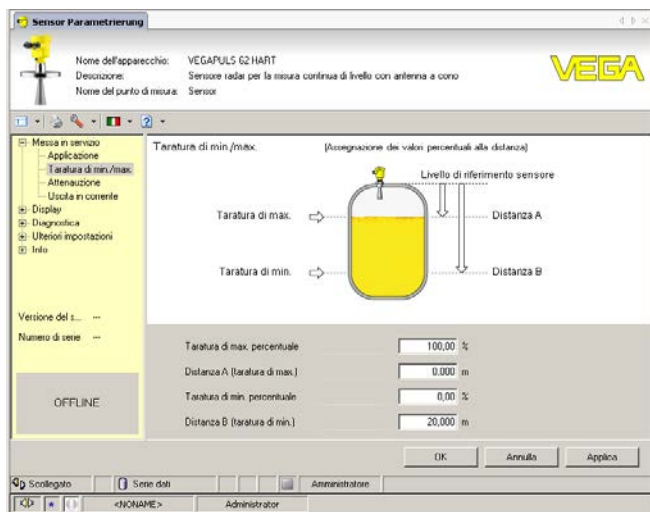 Sensor Parametrierung
Nome dell'apparecchio: VEGAPULS 62 HART
Descrizione: Sensore radar per la misura continua di livello con antenna a cono
Nome del punto di misura: Sensor
VEGA
Messa in servizio
Applicazione
Taratura di min./max.
Attenuazione
Uscita in corrente
Display
Diagnostica
Ulteriori impostazioni
Info
Versione del s... ---
Numero di serie ---
OFFLINE
Taratura di min./max. (Assegnazione dei valori percentuali alla distanza)
Livello di riferimento sensore
Taratura di max. Distanza A
Taratura di min. Distanza B
Taratura di max. percentuale 100,00 %
Distanza A (taratura di max.) 0.000 m
Taratura di min. percentuale 0,00 %
Distanza B (taratura di min.) 20,000 m
OK Annulla Applica
Scollegato Serie dati Amministratore
<NONAME> Administrator